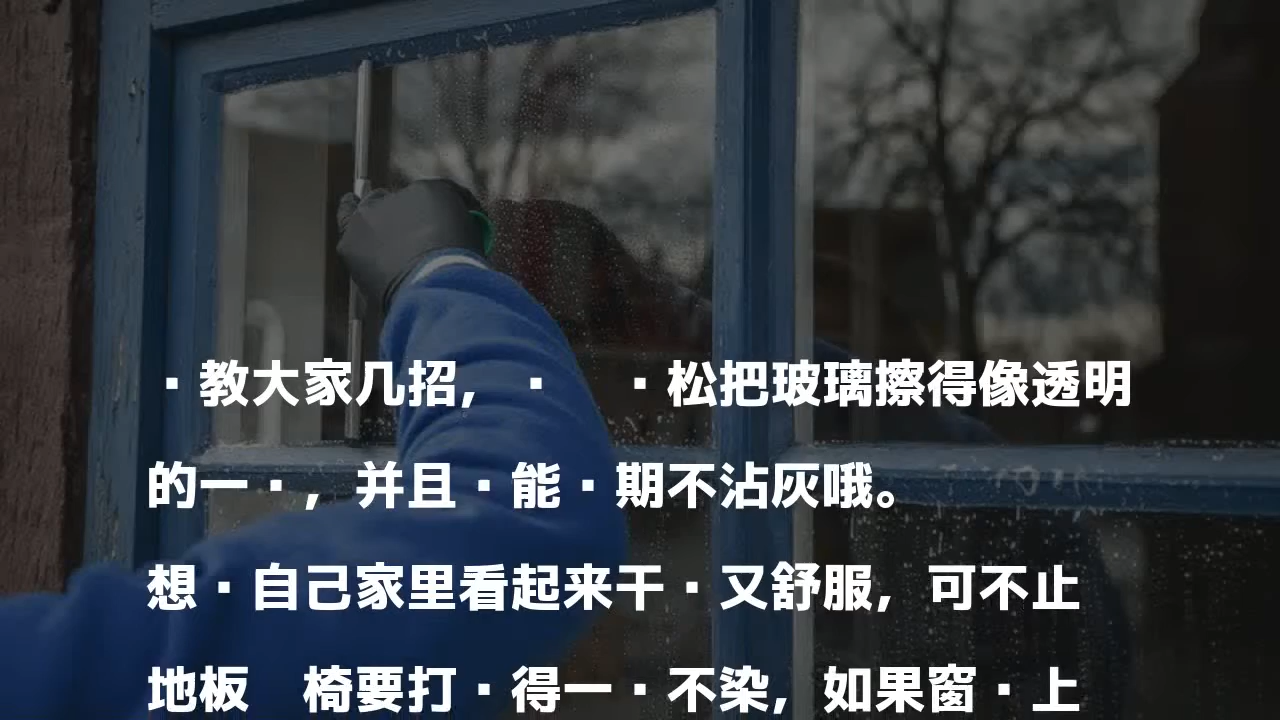 ·教大家几招，· ·松把玻璃擦得像透明
的一·，并且·能·期不沾灰哦。
想·自己家里看起来干·又舒服，可不止
地板 椅要打·得一·不染，如果窗·上